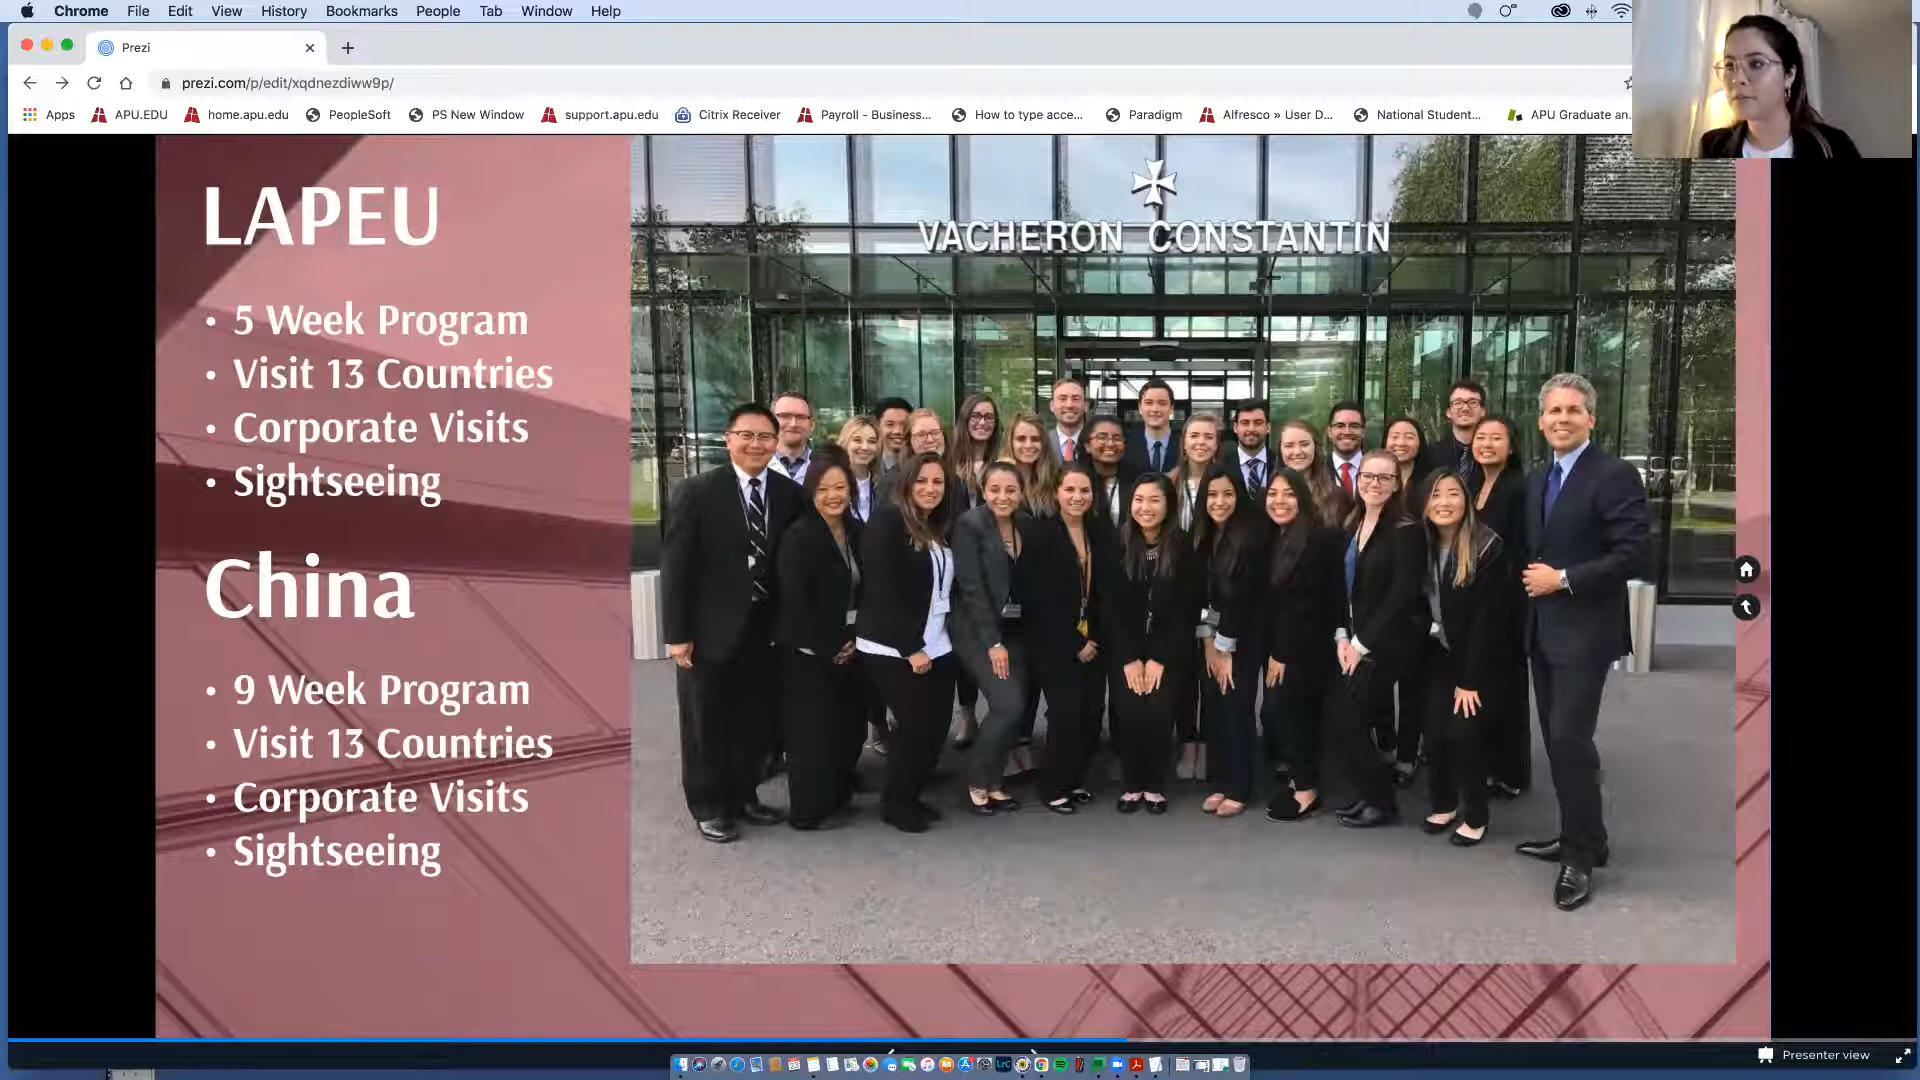 Chrome File Edit View History Bookmarks People Tab Window Help
Prezi
prezi.com/p/edit/xqdnezdiww9p/
Apps APU.EDU home.apu.edu PeopleSoft PS New Window support.apu.edu Citrix Receiver Payroll - Business... How to type acce... Paradigm Alfresco » User D... National Student... APU Graduate an...
LAPEU
• 5 Week Program
• Visit 13 Countries
• Corporate Visits
• Sightseeing
China
• 9 Week Program
• Visit 13 Countries
• Corporate Visits
• Sightseeing
VACHERON CONSTANTIN
Presenter view